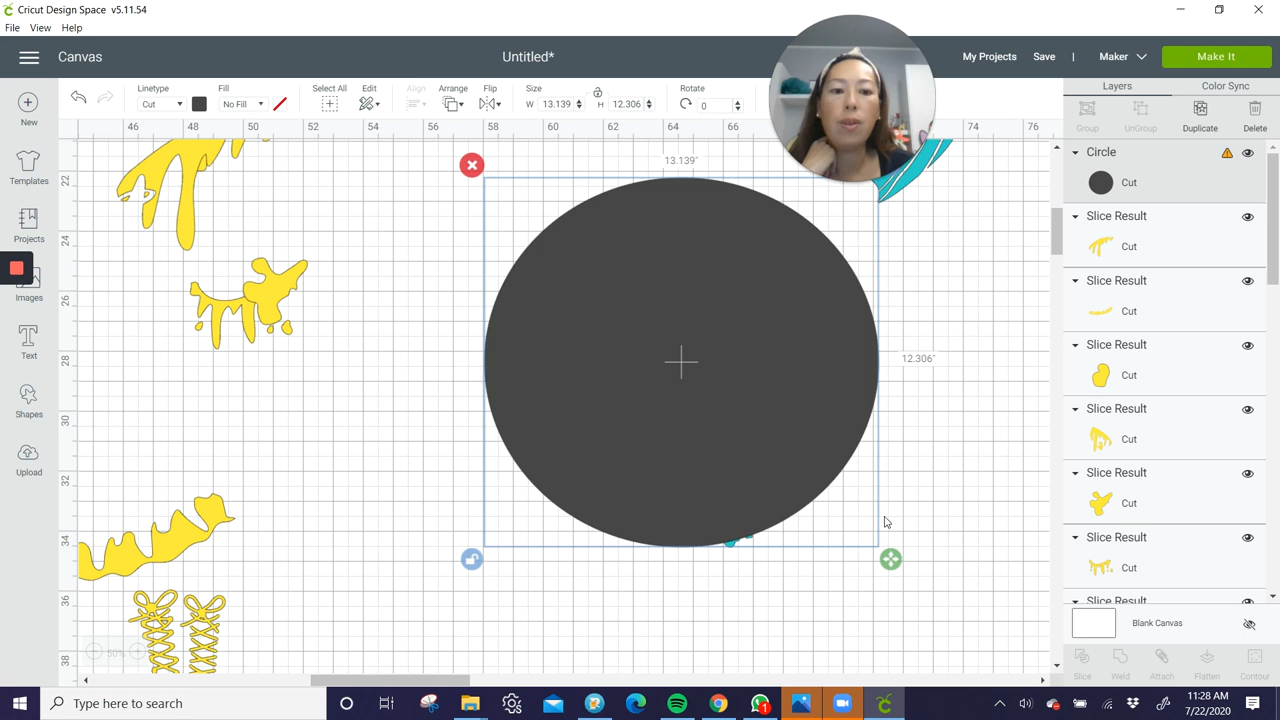 Cricut Design Space v5.11.54
File View Help
Canvas
Untitled*
My Projects Save | Maker Make It
Linetype Fill Select All Edit Align Arrange Flip Size Rotate
Cut No Fill W 13.139 H 12.306 0
Layers Color Sync
Group UnGroup Duplicate Delete
46 48 50 52 54 56 58 60 62 64 66 74 76
22
24
26
28
30
32
34
36
38
New
Templates
Projects
Images
Text
Shapes
Upload
13.139"
12.306"
50%
Circle
Cut
Slice Result
Cut
Slice Result
Cut
Slice Result
Cut
Slice Result
Cut
Slice Result
Cut
Slice Result
Cut
Slice Result
Blank Canvas
Slice Weld Attach Flatten Contour
Type here to search
1
11:28 AM
7/22/2020